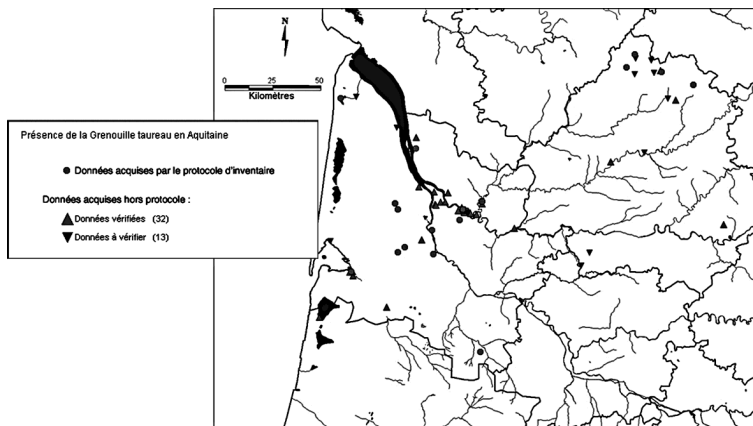 N
0 25 50
Kilomètres
Présence de la Grenouille taureau en Aquitaine
Données acquises par le protocole d'inventaire
Données acquises hors protocole :
Données vérifiées (32)
Données à vérifier (13)